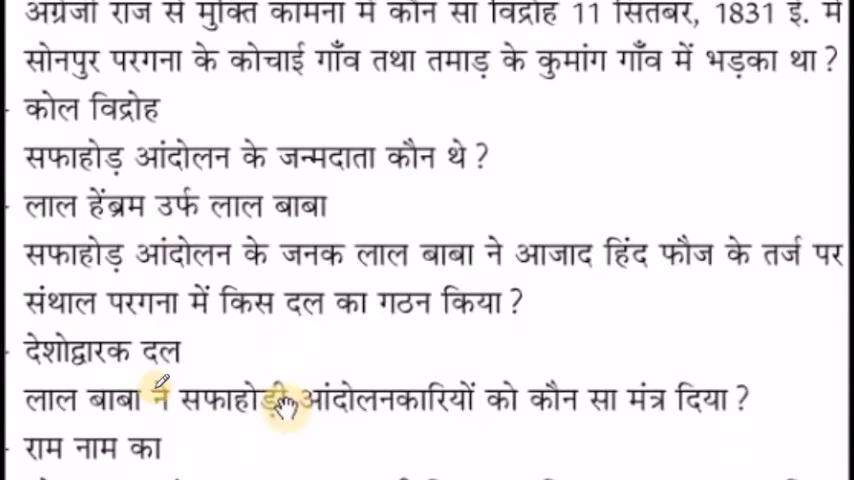 अंग्रेजी राज से मुक्ति कामना में कौन सा विद्रोह 11 सितंबर, 1831 ई. में
सोनपुर परगना के कोचाई गाँव तथा तमाड़ के कुमांग गाँव में भड़का था ?
- कोल विद्रोह
सफाहोड़ आंदोलन के जन्मदाता कौन थे ?
- लाल हेंब्रम उर्फ लाल बाबा
सफाहोड़ आंदोलन के जनक लाल बाबा ने आजाद हिंद फौज के तर्ज पर
संथाल परगना में किस दल का गठन किया ?
- देशोद्वारक दल
लाल बाबा ने सफाहोड़ी आंदोलनकारियों को कौन सा मंत्र दिया ?
- राम नाम का